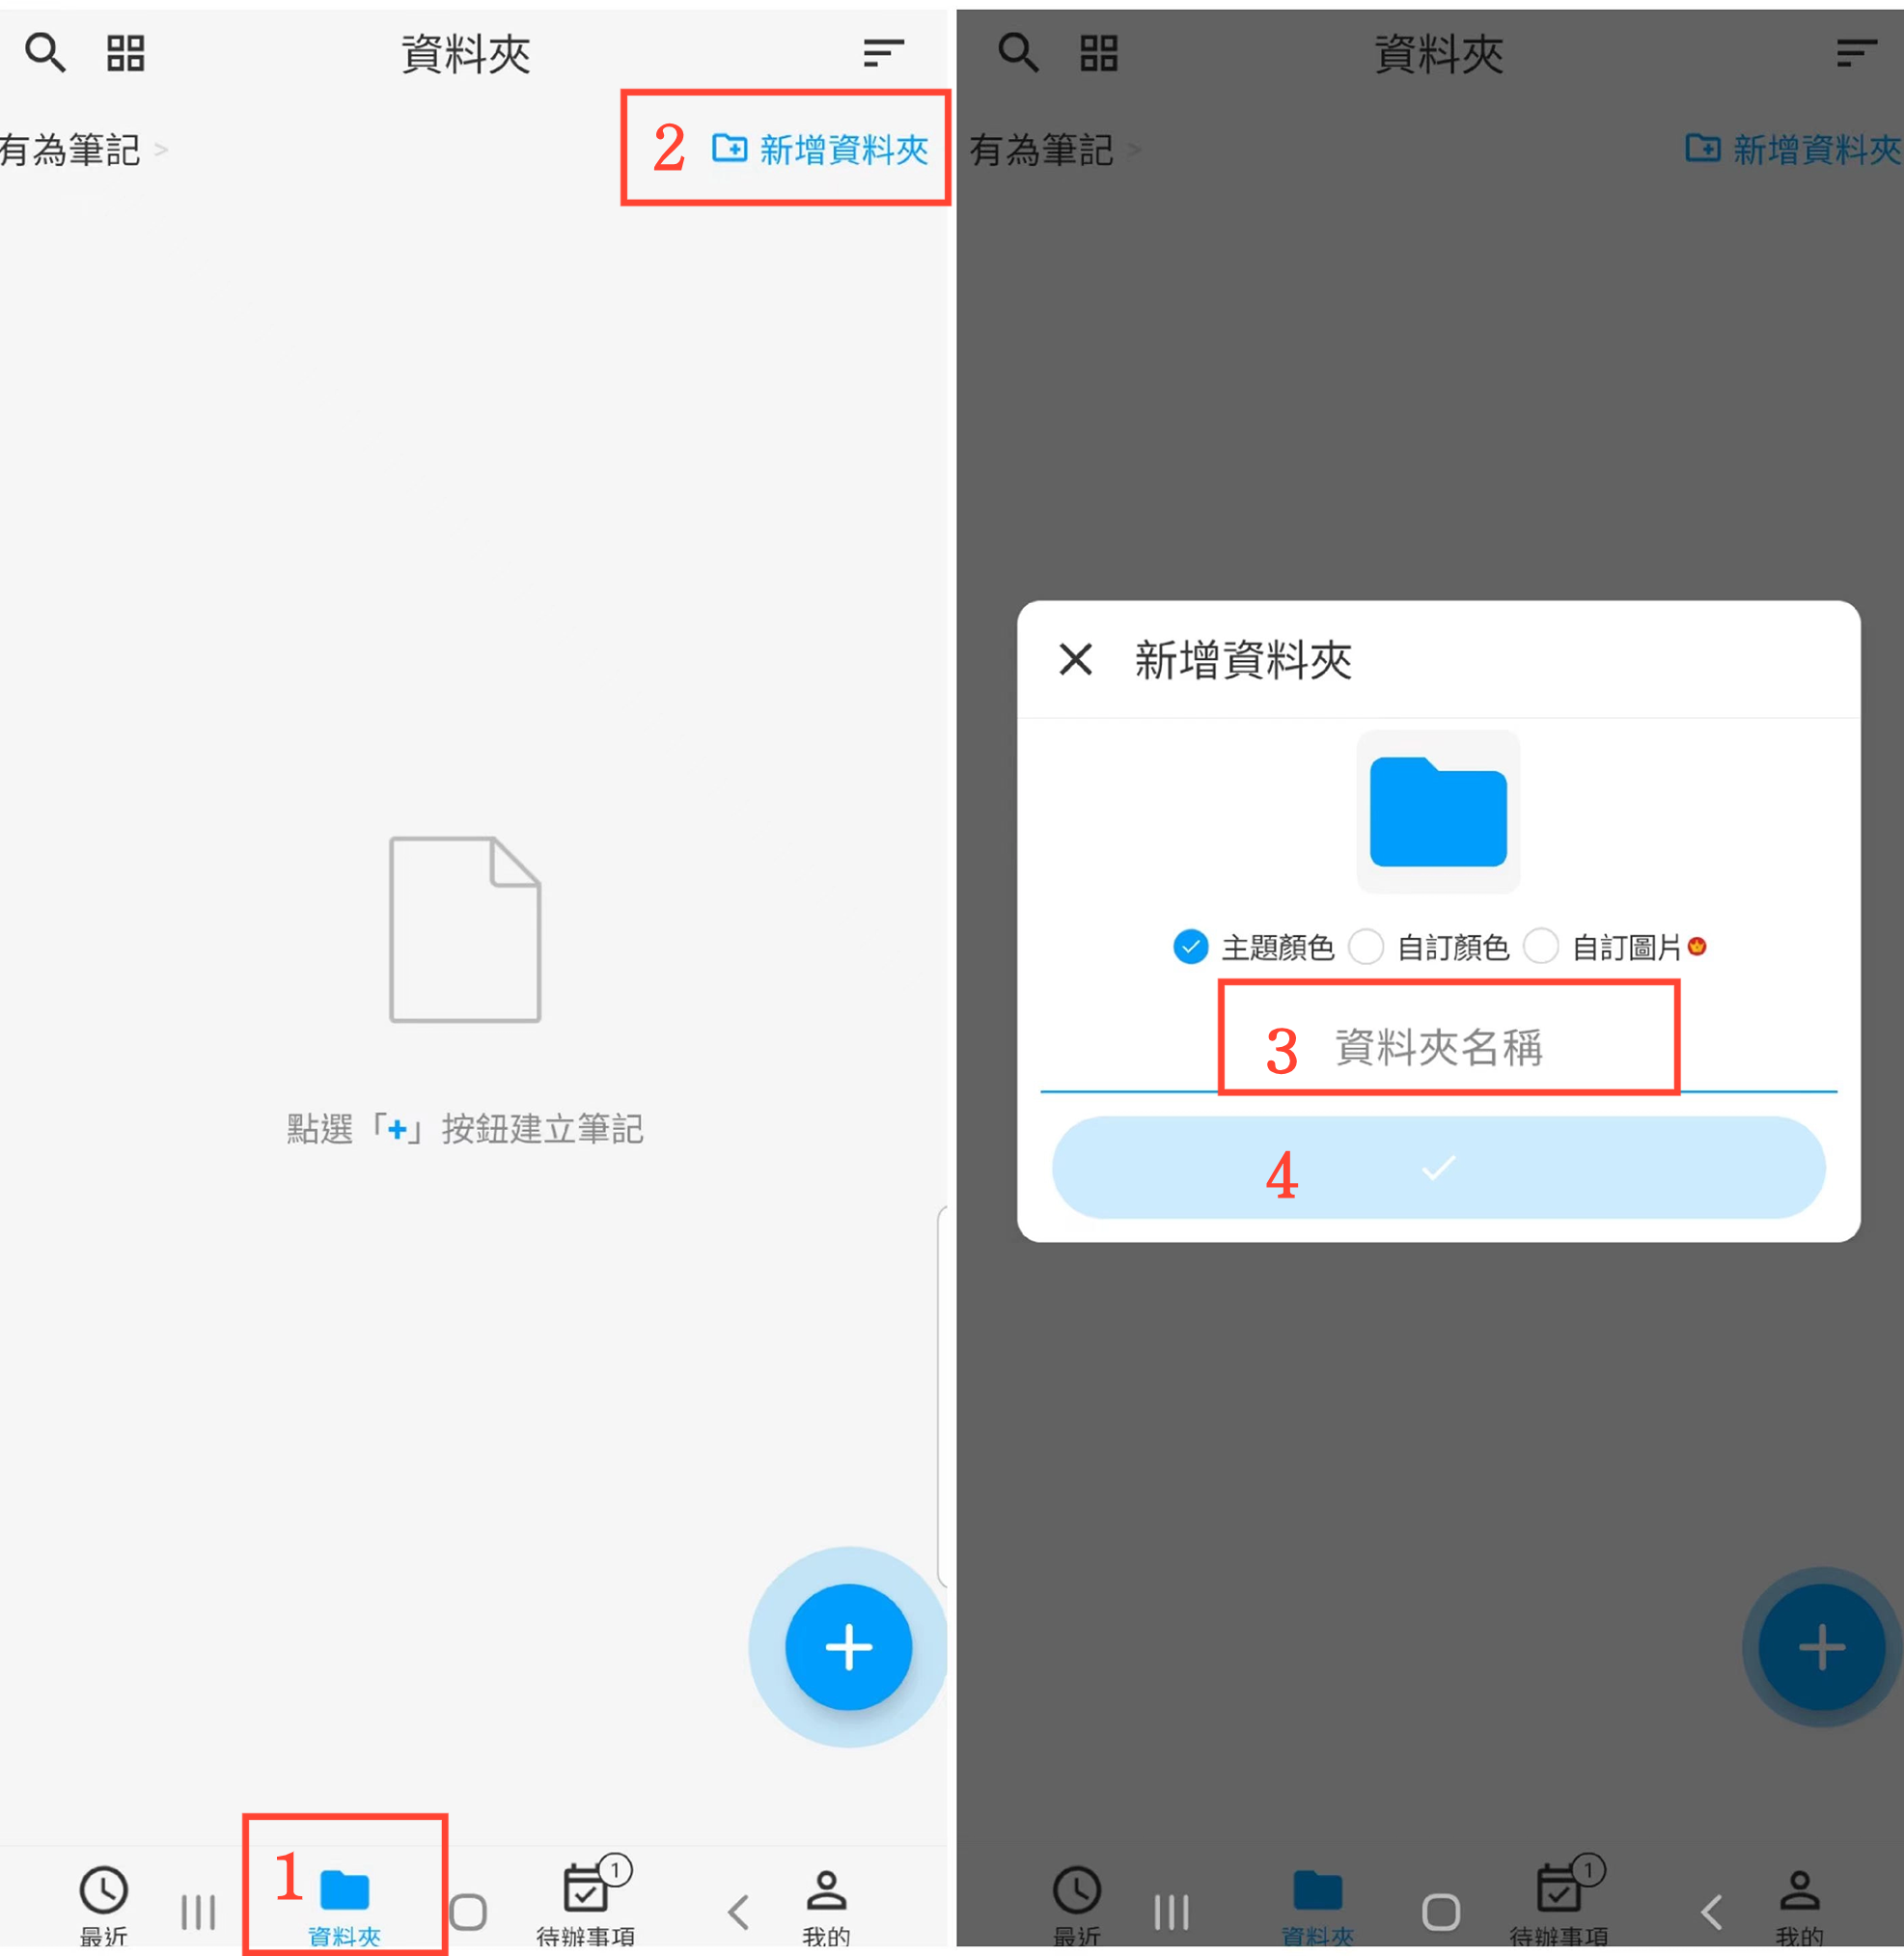 資料夾
有為筆記 >
2 新增資料夾
點選「+」按鈕建立筆記
1
最近
資料夾
1
待辦事項
我的
資料夾
有為筆記 >
新增資料夾
新增資料夾
主題顏色 自訂顏色 自訂圖片
3 資料夾名稱
4
最近
資料夾
1
待辦事項
我的